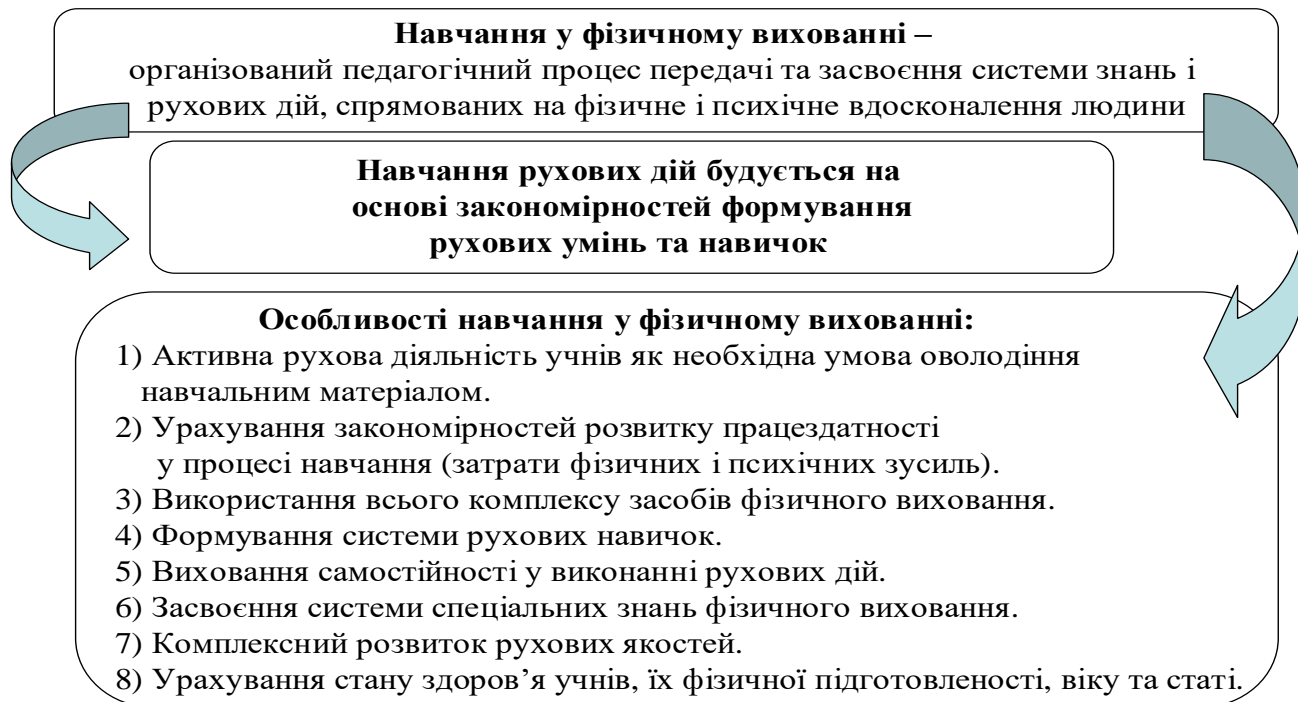 Навчання у фізичному вихованні –
організований педагогічний процес передачі та засвоєння системи знань і
рухових дій, спрямованих на фізичне і психічне вдосконалення людини
Навчання рухових дій будується на
основі закономірностей формування
рухових умінь та навичок
Особливості навчання у фізичному вихованні:
1) Активна рухова діяльність учнів як необхідна умова оволодіння
навчальним матеріалом.
2) Урахування закономірностей розвитку працездатності
у процесі навчання (затрати фізичних і психічних зусиль).
3) Використання всього комплексу засобів фізичного виховання.
4) Формування системи рухових навичок.
5) Виховання самостійності у виконанні рухових дій.
6) Засвоєння системи спеціальних знань фізичного виховання.
7) Комплексний розвиток рухових якостей.
8) Урахування стану здоров’я учнів, їх фізичної підготовленості, віку та статі.